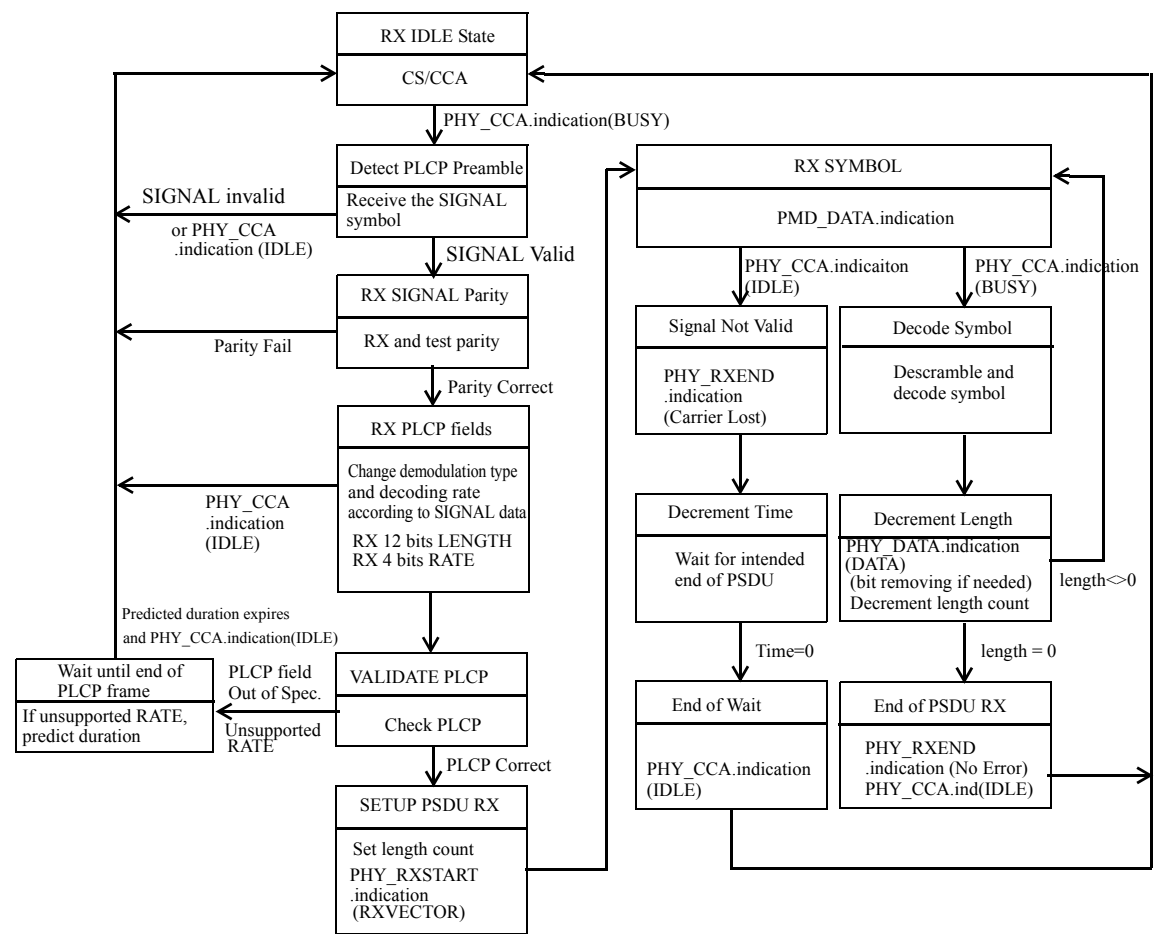 RX IDLE State
CS/CCA
PHY_CCA.indication(BUSY)
Detect PLCP Preamble
Receive the SIGNAL
symbol
SIGNAL invalid
or PHY_CCA
.indication (IDLE)
SIGNAL Valid
RX SIGNAL Parity
RX and test parity
Parity Fail
Parity Correct
RX PLCP fields
Change demodulation type
and decoding rate
according to SIGNAL data
RX 12 bits LENGTH
RX 4 bits RATE
PHY_CCA
.indication
(IDLE)
Predicted duration expires
and PHY_CCA.indication(IDLE)
Wait until end of
PLCP frame
If unsupported RATE,
predict duration
PLCP field
Out of Spec.
Unsupported
RATE
VALIDATE PLCP
Check PLCP
PLCP Correct
SETUP PSDU RX
Set length count
PHY_RXSTART
.indication
(RXVECTOR)
RX SYMBOL
PMD_DATA.indication
PHY_CCA.indicaiton
(IDLE)
PHY_CCA.indication
(BUSY)
Signal Not Valid
PHY_RXEND
.indication
(Carrier Lost)
Decode Symbol
Descramble and
decode symbol
Decrement Time
Wait for intended
end of PSDU
Decrement Length
PHY_DATA.indication
(DATA)
(bit removing if needed)
Decrement length count
length<>0
Time=0
length = 0
End of Wait
PHY_CCA.indication
(IDLE)
End of PSDU RX
PHY_RXEND
.indication (No Error)
PHY_CCA.ind(IDLE)